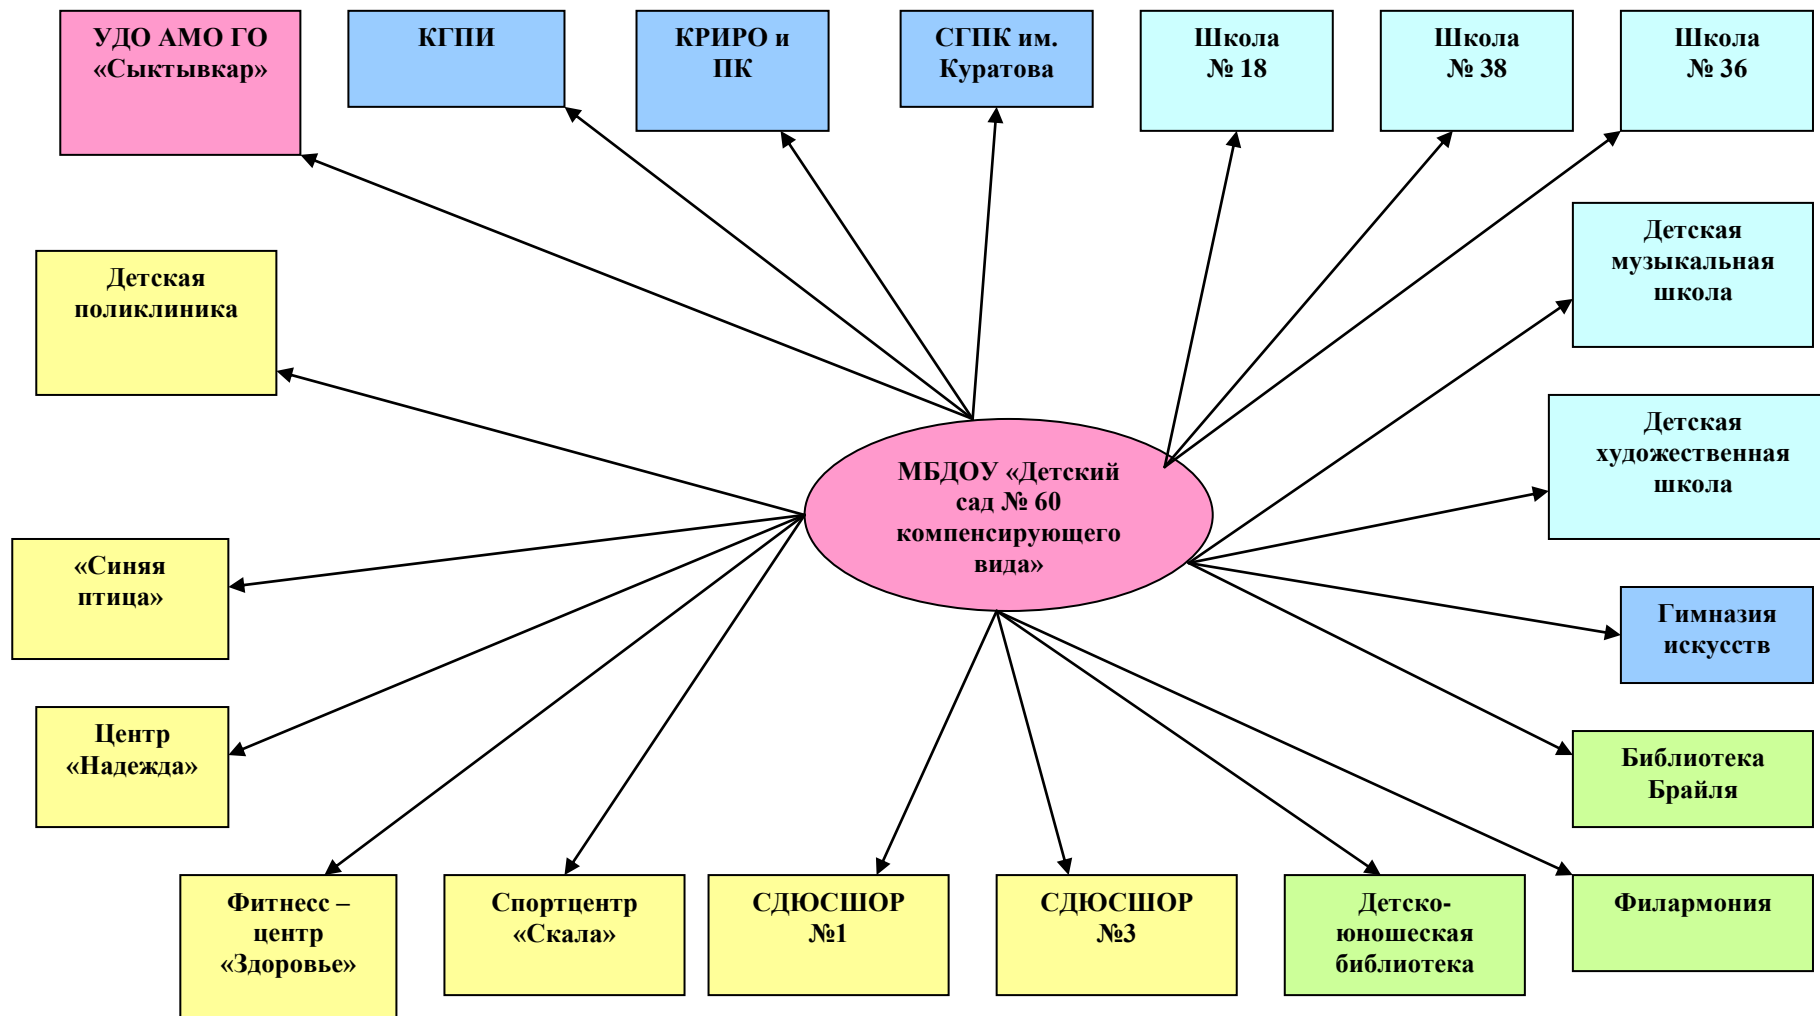 УДО АМО ГО
«Сыктывкар»
КГПИ
КРИРО и
ПК
СГПК им.
Куратова
Школа
№ 18
Школа
№ 38
Школа
№ 36
Детская
поликлиника
Детская
музыкальная
школа
Детская
художественная
школа
МБДОУ «Детский
сад № 60
компенсирующего
вида»
«Синяя
птица»
Гимназия
искусств
Центр
«Надежда»
Библиотека
Брайля
Фитнесс –
центр
«Здоровье»
Спортцентр
«Скала»
СДЮСШОР
№1
СДЮСШОР
№3
Детско-
юношеская
библиотека
Филармония